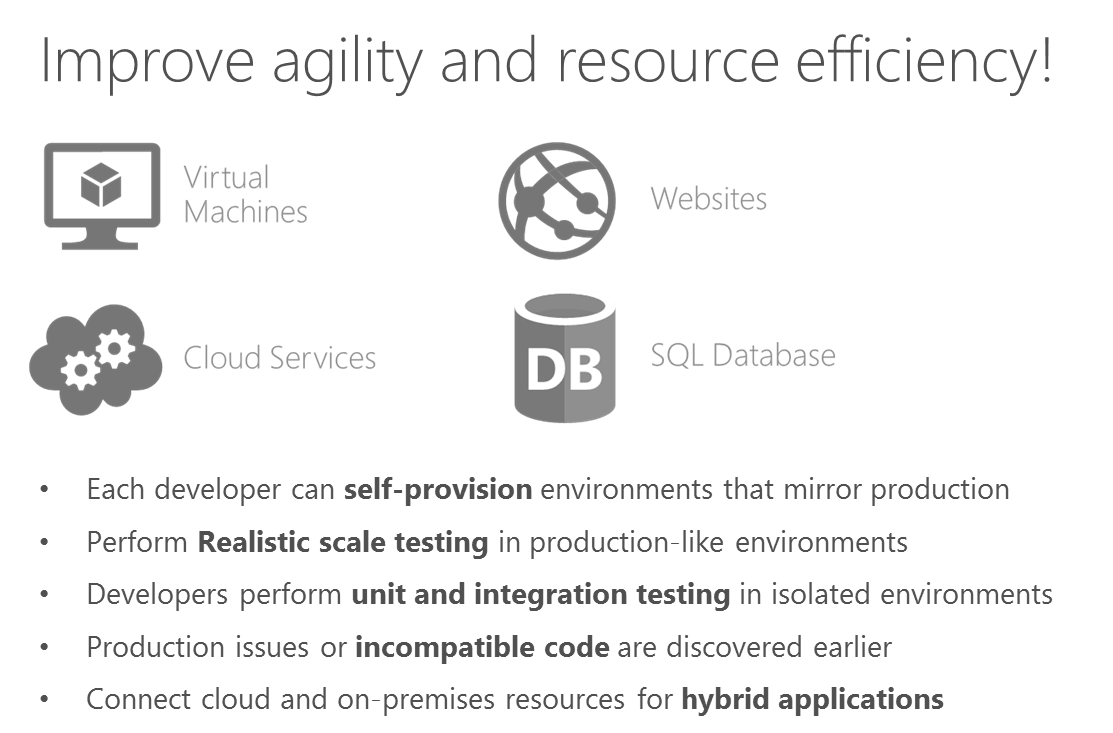 Improve agility and resource efficiency!
Virtual
Machines
Websites
Cloud Services
DB
SQL Database
• Each developer can self-provision environments that mirror production
• Perform Realistic scale testing in production-like environments
• Developers perform unit and integration testing in isolated environments
• Production issues or incompatible code are discovered earlier
• Connect cloud and on-premises resources for hybrid applications